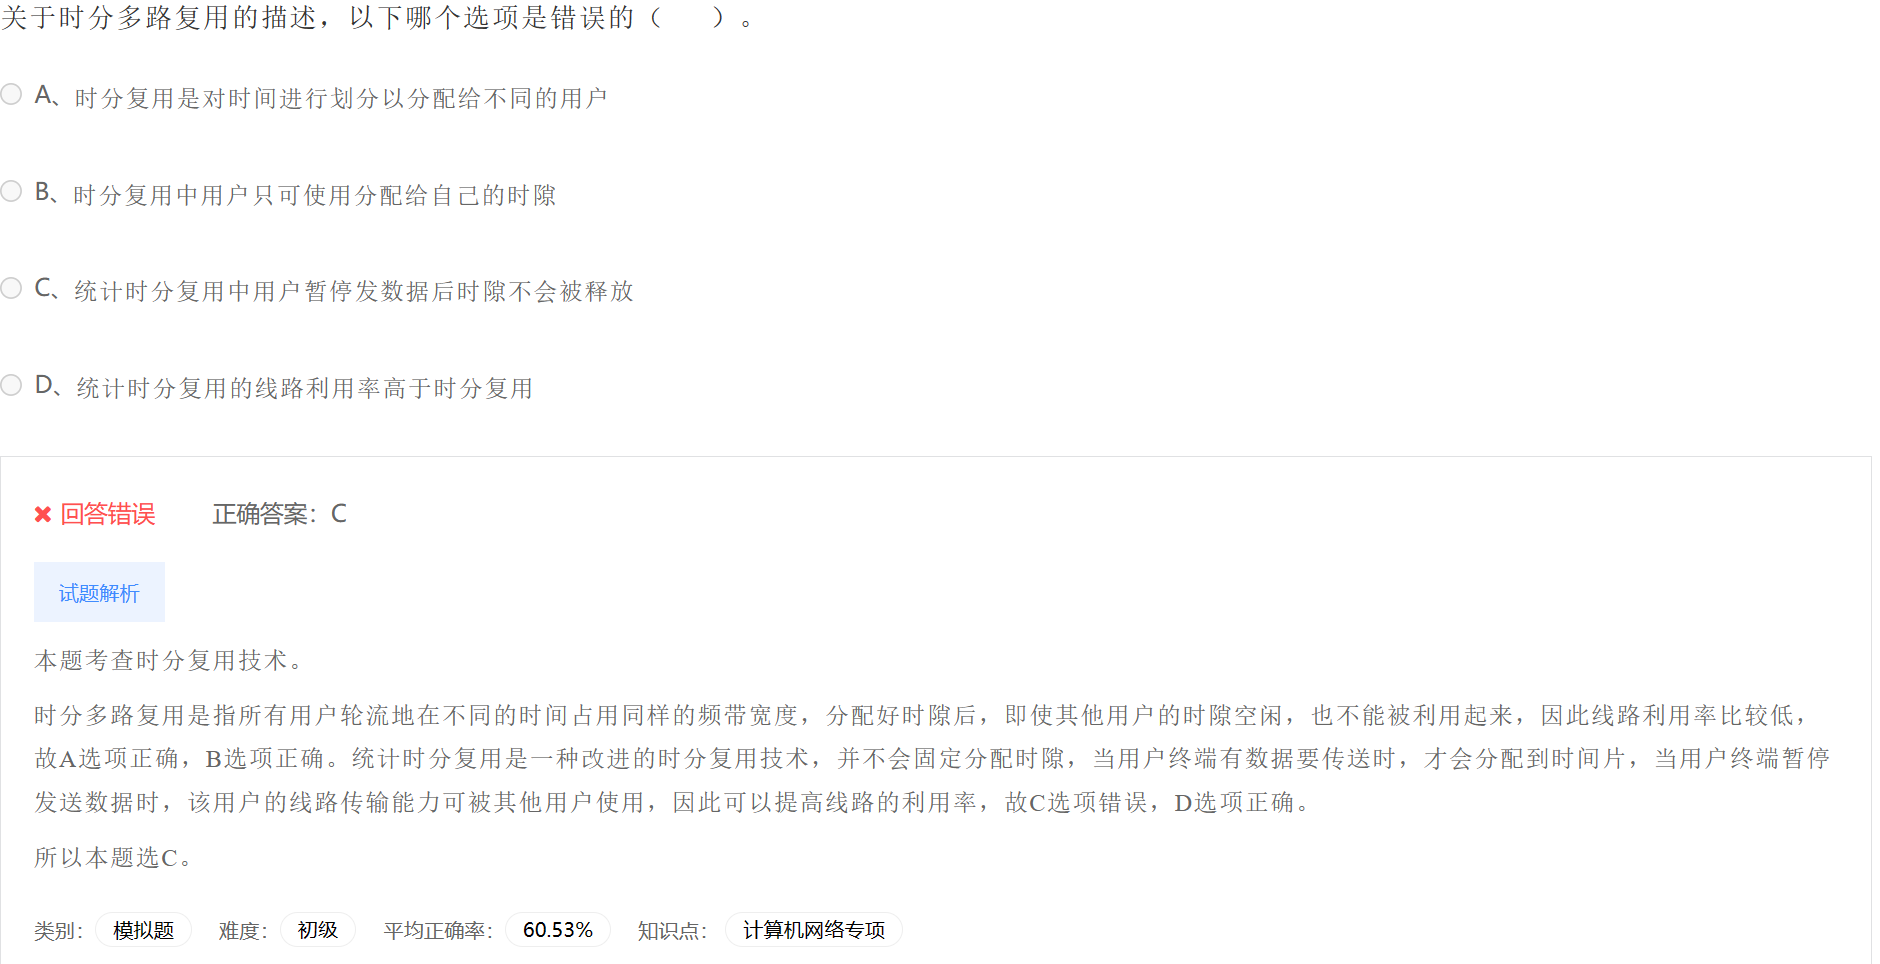 关于时分多路复用的描述，以下哪个选项是错误的（　　）。
A、时分复用是对时间进行划分以分配给不同的用户
B、时分复用中用户只可使用分配给自己的时隙
C、统计时分复用中用户暂停发数据后时隙不会被释放
D、统计时分复用的线路利用率高于时分复用
✖ 回答错误　　正确答案：C
试题解析
本题考查时分复用技术。
时分多路复用是指所有用户轮流地在不同的时间占用同样的频带宽度，分配好时隙后，即使其他用户的时隙空闲，也不能被利用起来，因此线路利用率比较低，
故A选项正确，B选项正确。统计时分复用是一种改进的时分复用技术，并不会固定分配时隙，当用户终端有数据要传送时，才会分配到时间片，当用户终端暂停
发送数据时，该用户的线路传输能力可被其他用户使用，因此可以提高线路的利用率，故C选项错误，D选项正确。
所以本题选C。
类别： 模拟题 难度： 初级 平均正确率： 60.53% 知识点： 计算机网络专项